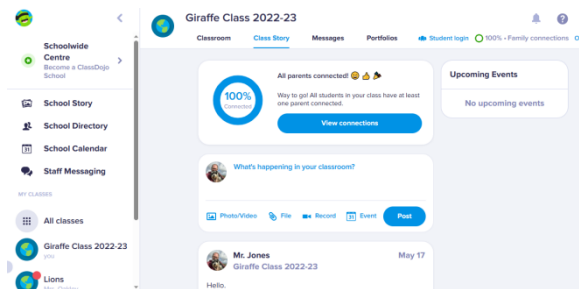 Giraffe Class 2022-23
Classroom
Class Story
Messages
Portfolios
Student login
100% • Family connections
Schoolwide
Centre
Become a ClassDojo
School
School Story
School Directory
31
School Calendar
Staff Messaging
MY CLASSES
All classes
Giraffe Class 2022-23
you
Lions
100%
Connected
All parents connected!
Way to go! All students in your class have at least
one parent connected.
View connections
What's happening in your classroom?
Photo/Video
File
Record
31
Event
Post
Mr. Jones
May 17
Giraffe Class 2022-23
Hello,
Upcoming Events
No upcoming events